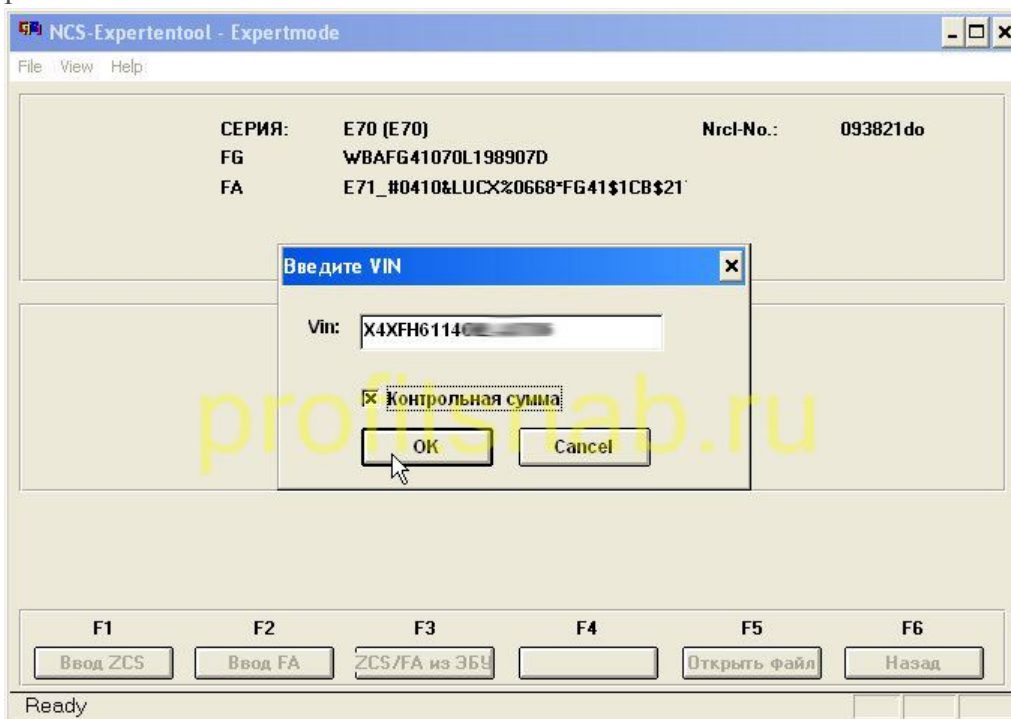 NCS-Expertentool - Expertmode
File View Help
СЕРИЯ: E70 (E70) Nrcl-No.: 093821do
FG WBAFG41070L198907D
FA E71_#0410&LUCX%0668*FG41$1CB$21
Введите VIN
Vin: X4XFH6114
Контрольная сумма
OK Cancel
profitsnab.ru
F1 F2 F3 F4 F5 F6
Ввод ZCS Ввод FA ZCS/FA из ЭБУ Открыть файл Назад
Ready